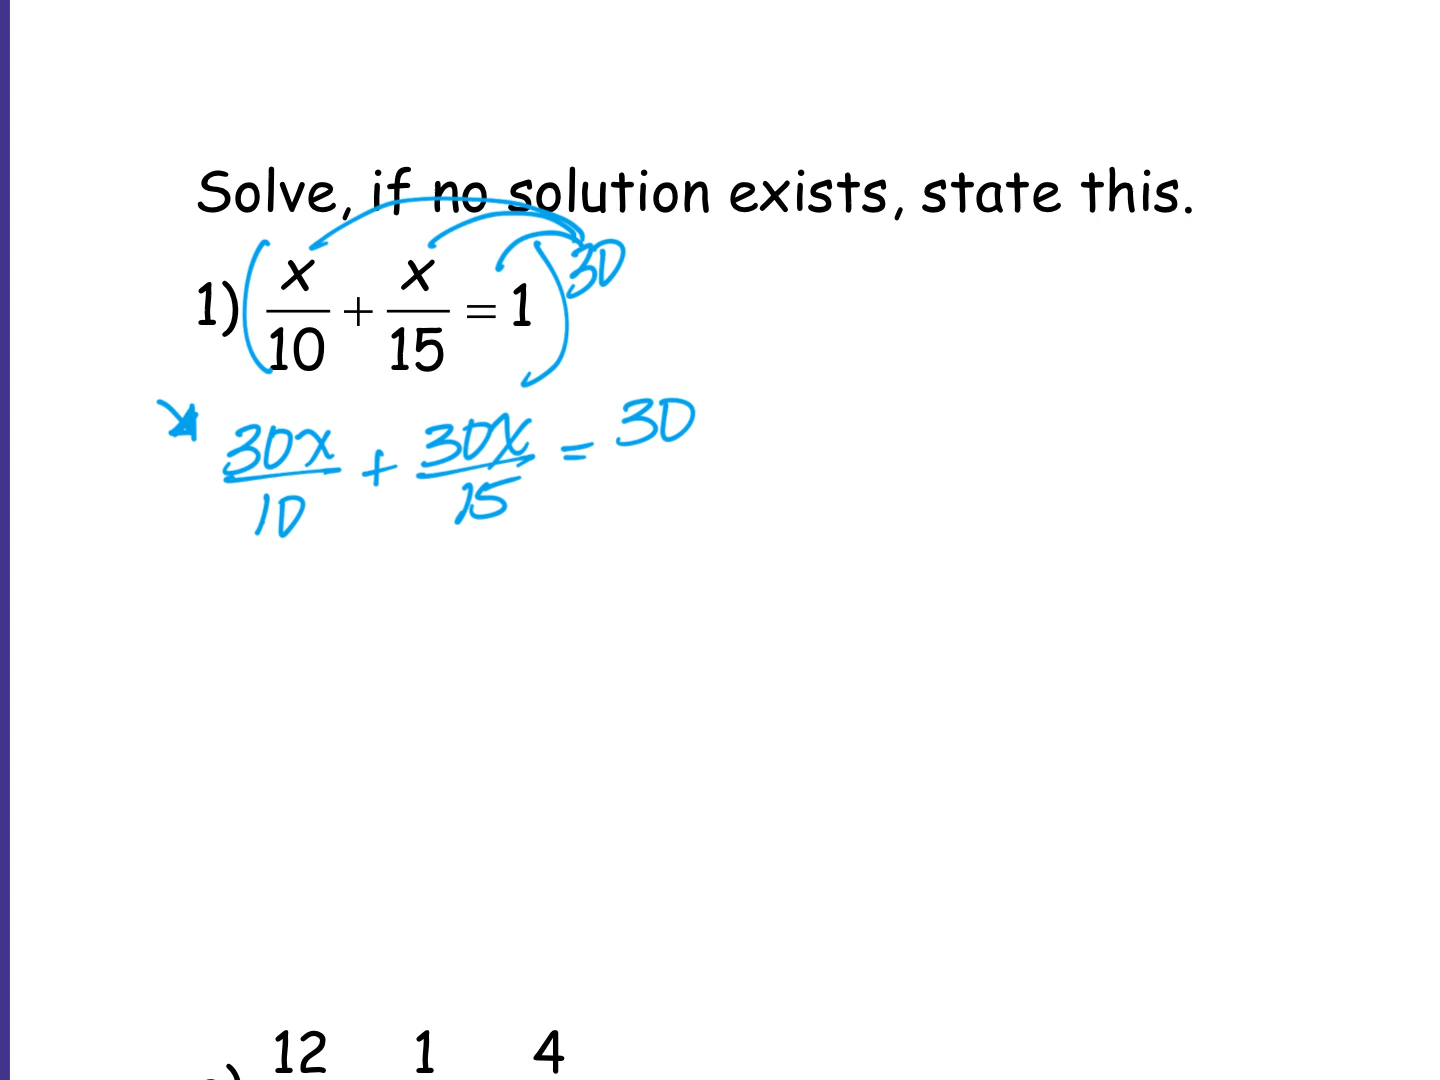 Solve, if no solution exists, state this.
1) ( x/10 + x/15 = 1 ) 30
30x/10 + 30x/15 = 30
12 1 4